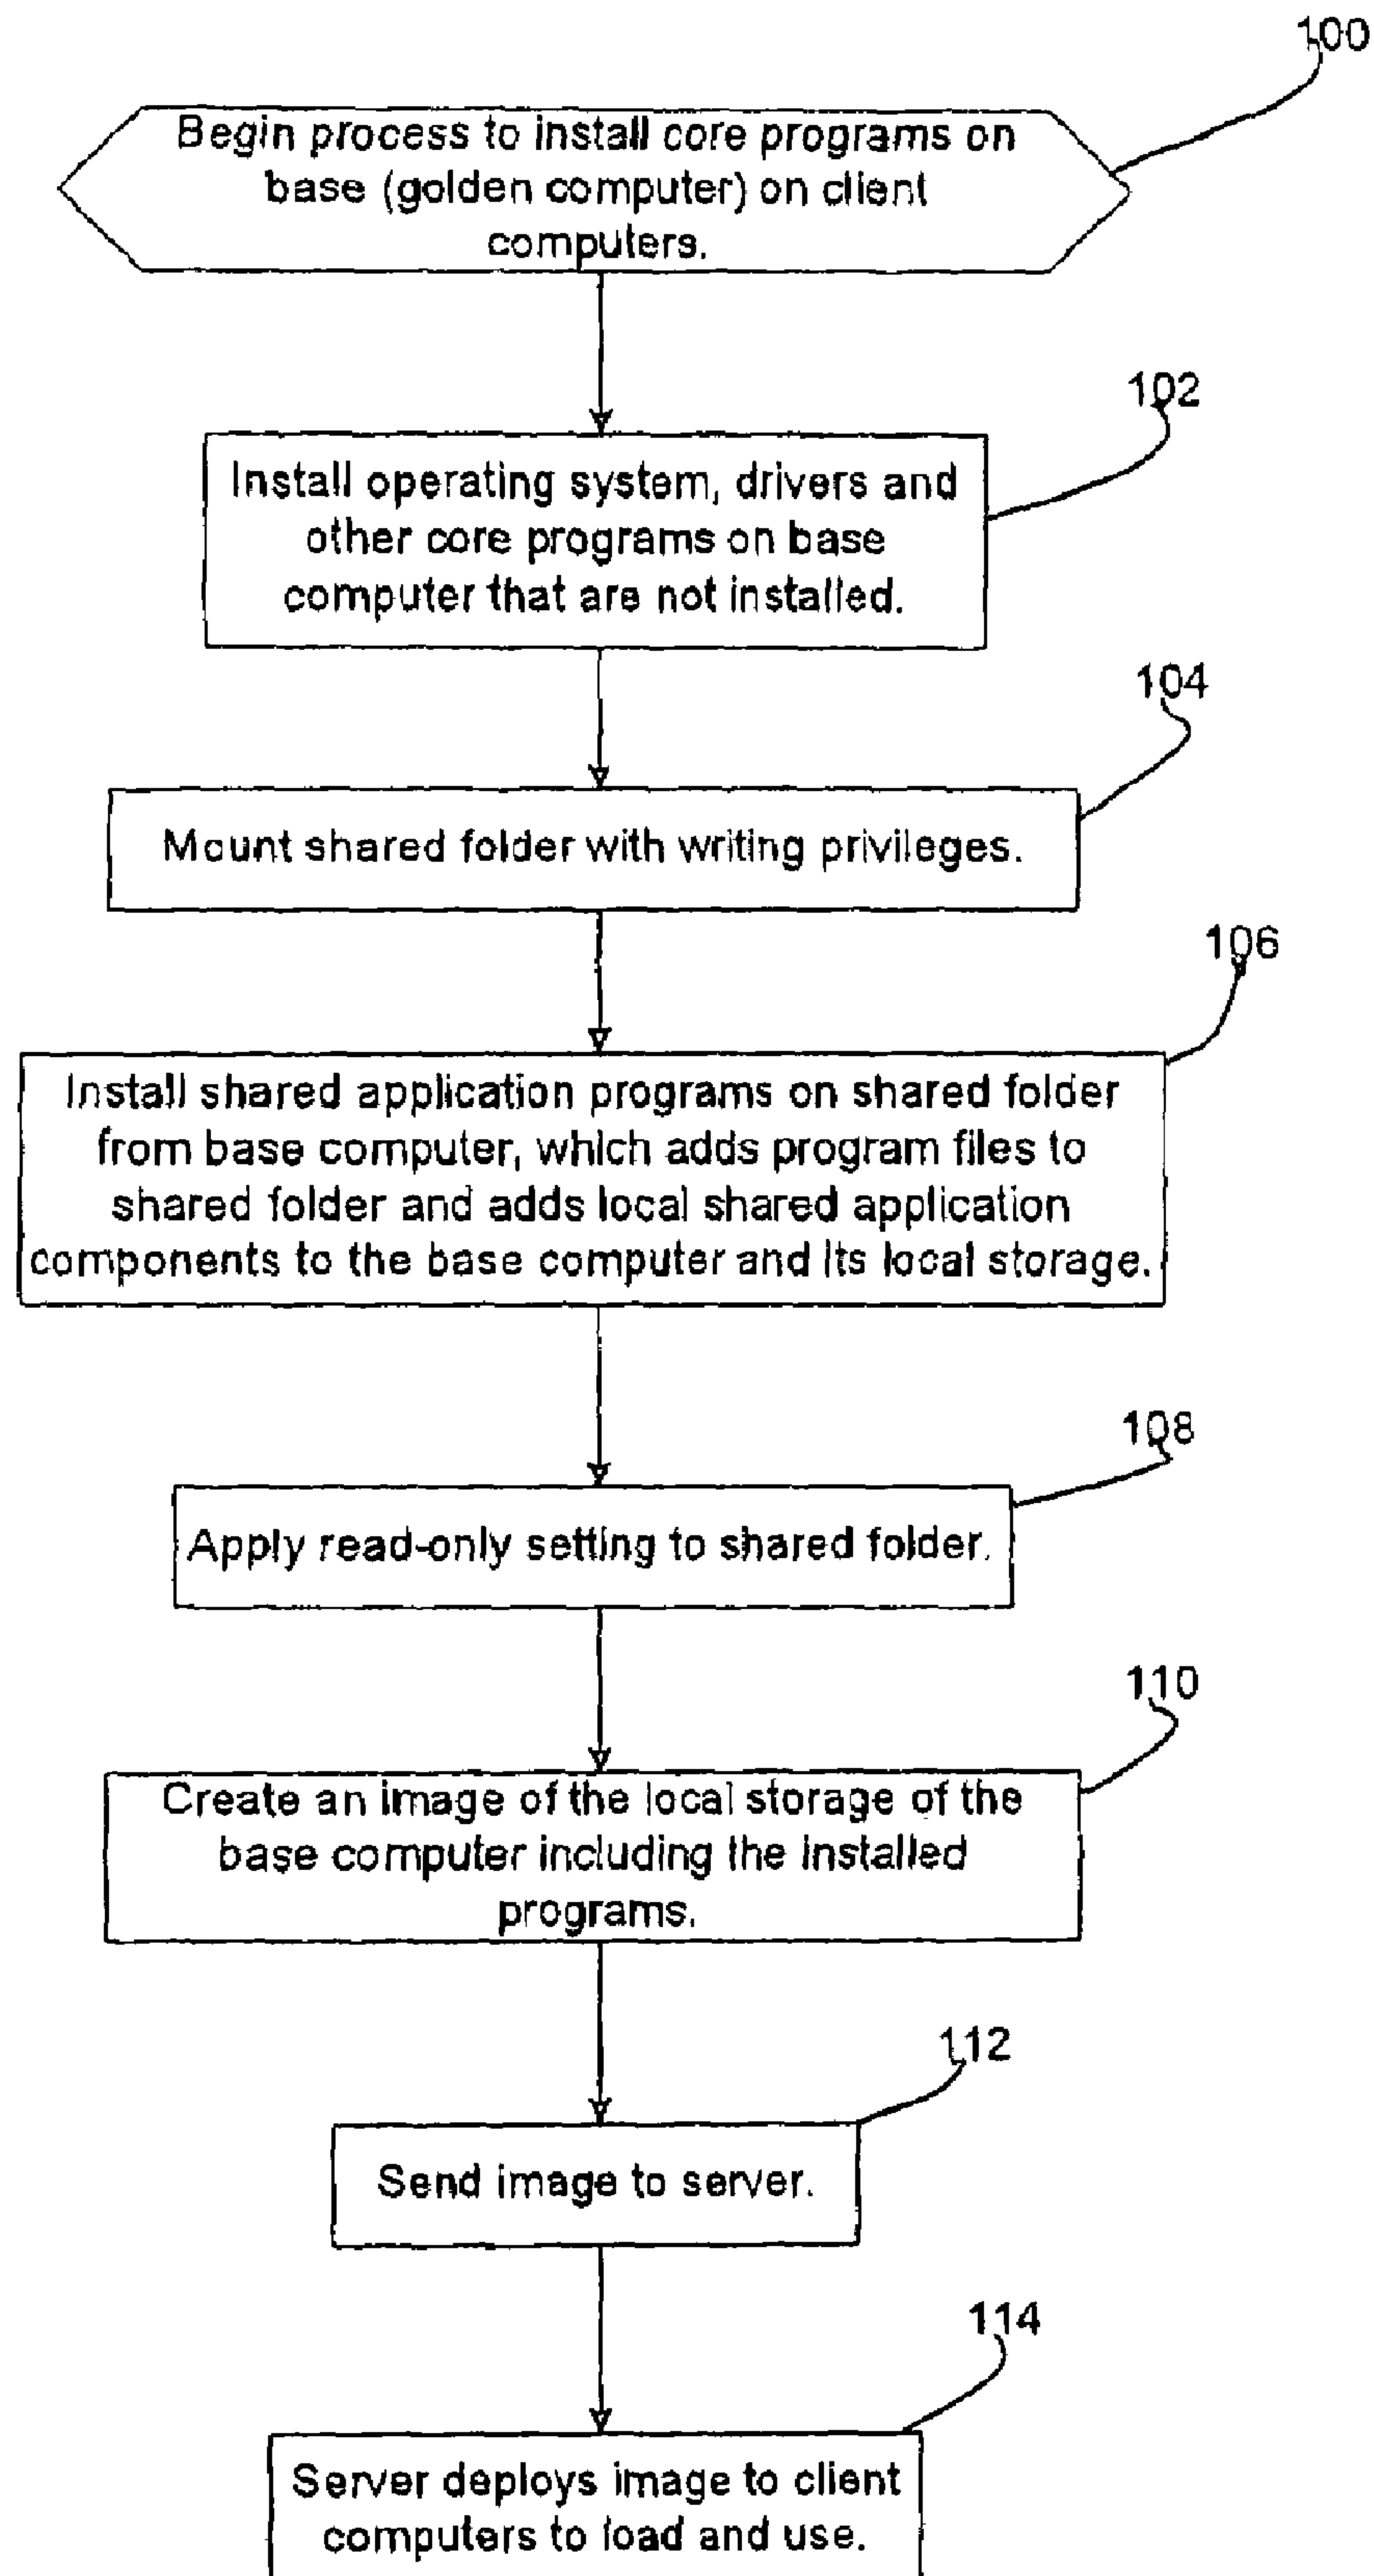 100
Begin process to install core programs on
base (golden computer) on client
computers.
102
Install operating system, drivers and
other core programs on base
computer that are not installed.
104
Mount shared folder with writing privileges.
106
Install shared application programs on shared folder
from base computer, which adds program files to
shared folder and adds local shared application
components to the base computer and its local storage.
108
Apply read-only setting to shared folder.
110
Create an image of the local storage of the
base computer including the installed
programs.
112
Send image to server.
114
Server deploys image to client
computers to load and use.